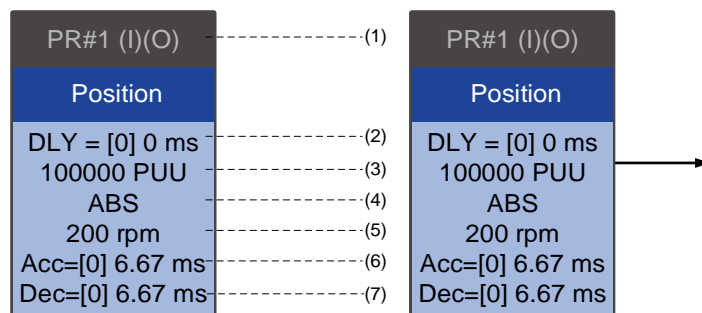 PR#1 (I)(O)
Position
DLY = [0] 0 ms
100000 PUU
ABS
200 rpm
Acc=[0] 6.67 ms
Dec=[0] 6.67 ms
(1)
(2)
(3)
(4)
(5)
(6)
(7)
PR#1 (I)(O)
Position
DLY = [0] 0 ms
100000 PUU
ABS
200 rpm
Acc=[0] 6.67 ms
Dec=[0] 6.67 ms